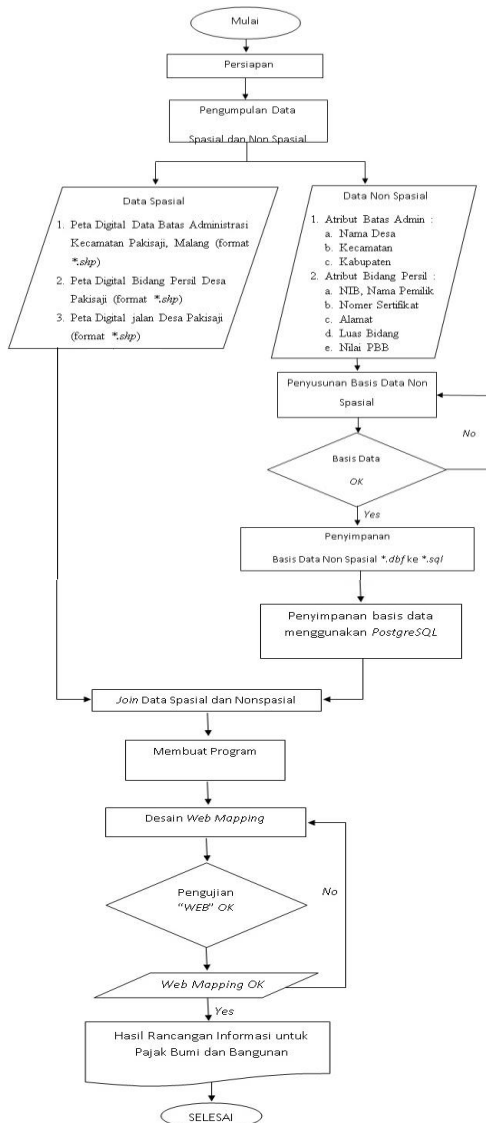 Mulai
Persiapan
Pengumpulan Data
Spasial dan Non Spasial
Data Spasial
1. Peta Digital Data Batas Administrasi
Kecamatan Pakisaji, Malang (format
*.shp)
2. Peta Digital Bidang Persil Desa
Pakisaji (format *.shp)
3. Peta Digital jalan Desa Pakisaji
(format *.shp)
Data Non Spasial
1. Atribut Batas Admin :
a. Nama Desa
b. Kecamatan
c. Kabupaten
2. Atribut Bidang Persil :
a. NIB, Nama Pemilik
b. Nomer Sertifikat
c. Alamat
d. Luas Bidang
e. Nilai PBB
Penyusunan Basis Data Non
Spasial
No
Basis Data
OK
Yes
Penyimpanan
Basis Data Non Spasial *.dbf ke *.sql
Penyimpanan basis data
menggunakan PostgreSQL
Join Data Spasial dan Nonspasial
Membuat Program
Desain Web Mapping
Pengujian
“WEB” OK
No
Web Mapping OK
Yes
Hasil Rancangan Informasi untuk
Pajak Bumi dan Bangunan
SELESAI